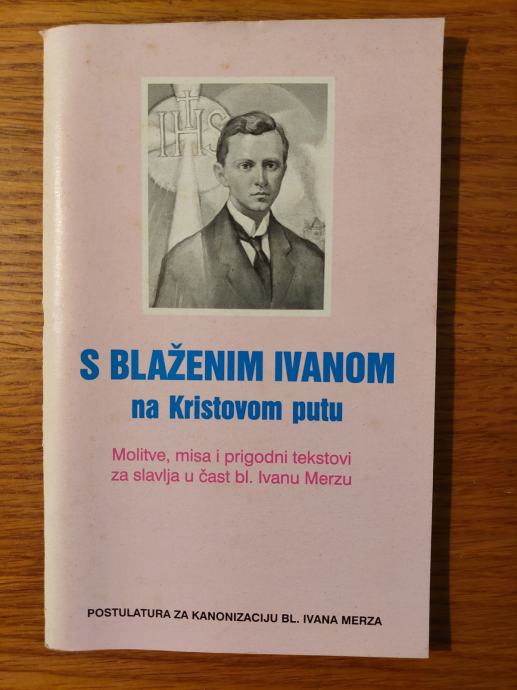 IHS
S BLAŽENIM IVANOM
na Kristovom putu
Molitve, misa i prigodni tekstovi
za slavlja u čast bl. Ivanu Merzu
POSTULATURA ZA KANONIZACIJU BL. IVANA MERZA